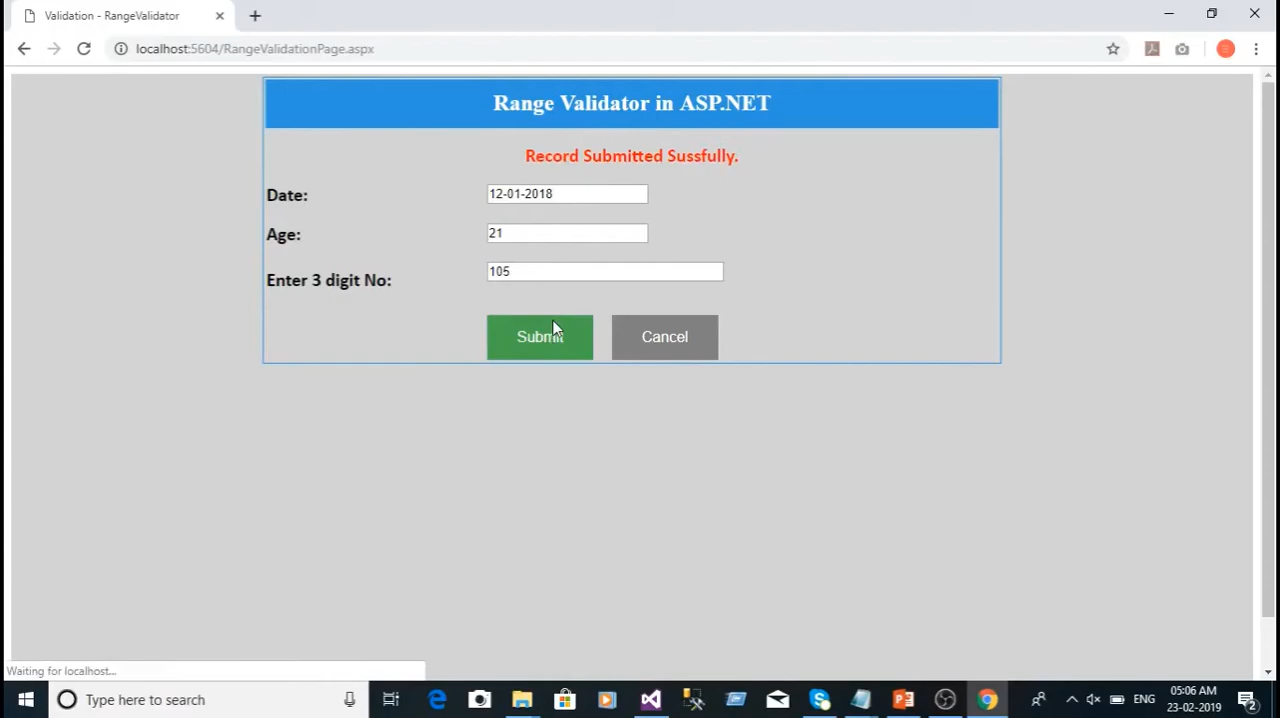 Validation - RangeValidator
localhost:5604/RangeValidationPage.aspx
Range Validator in ASP.NET
Record Submitted Sussfully.
Date: 12-01-2018
Age: 21
Enter 3 digit No: 105
Submit Cancel
Waiting for localhost...
Type here to search
ENG
05:06 AM
23-02-2019
2